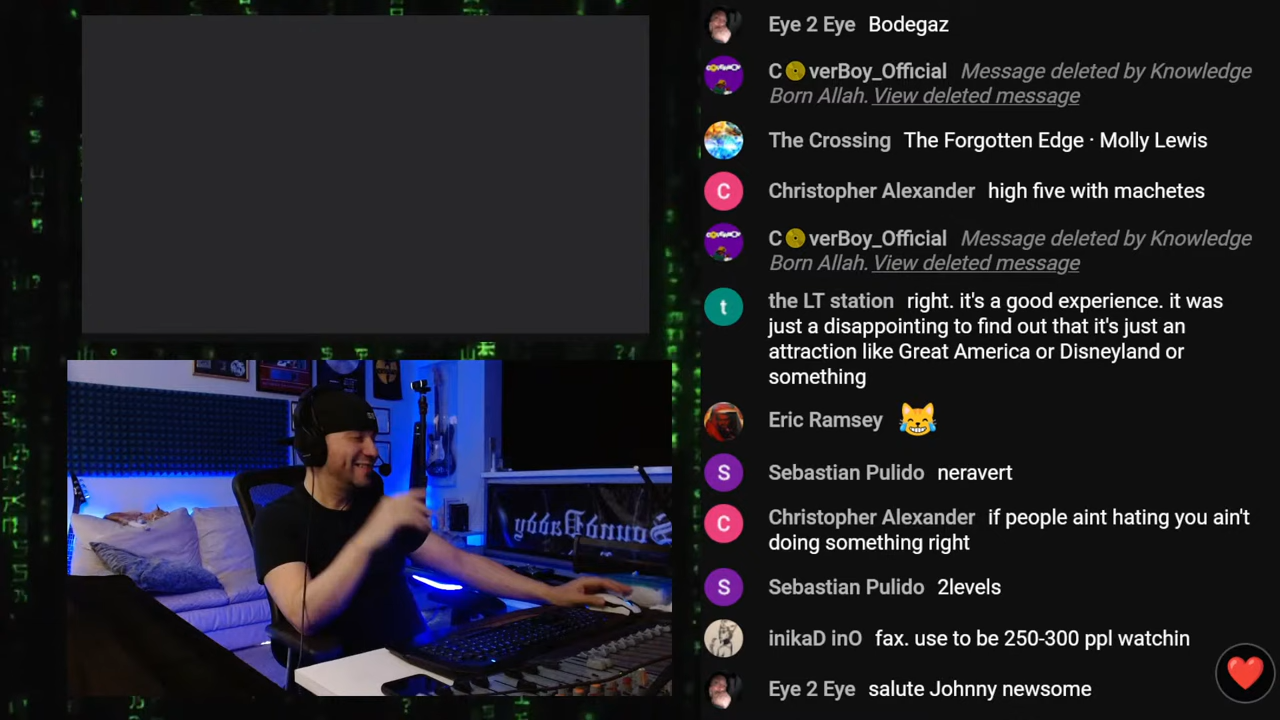 Eye 2 Eye Bodegaz
C verBoy_Official Message deleted by Knowledge
Born Allah. View deleted message
The Crossing The Forgotten Edge · Molly Lewis
C Christopher Alexander high five with machetes
C verBoy_Official Message deleted by Knowledge
Born Allah. View deleted message
t the LT station right. it's a good experience. it was
just a disappointing to find out that it's just an
attraction like Great America or Disneyland or
something
Eric Ramsey 😹
S Sebastian Pulido neravert
C Christopher Alexander if people aint hating you ain't
doing something right
S Sebastian Pulido 2levels
inikaD inO fax. use to be 250-300 ppl watchin
Eye 2 Eye salute Johnny newsome
SoundDaddy